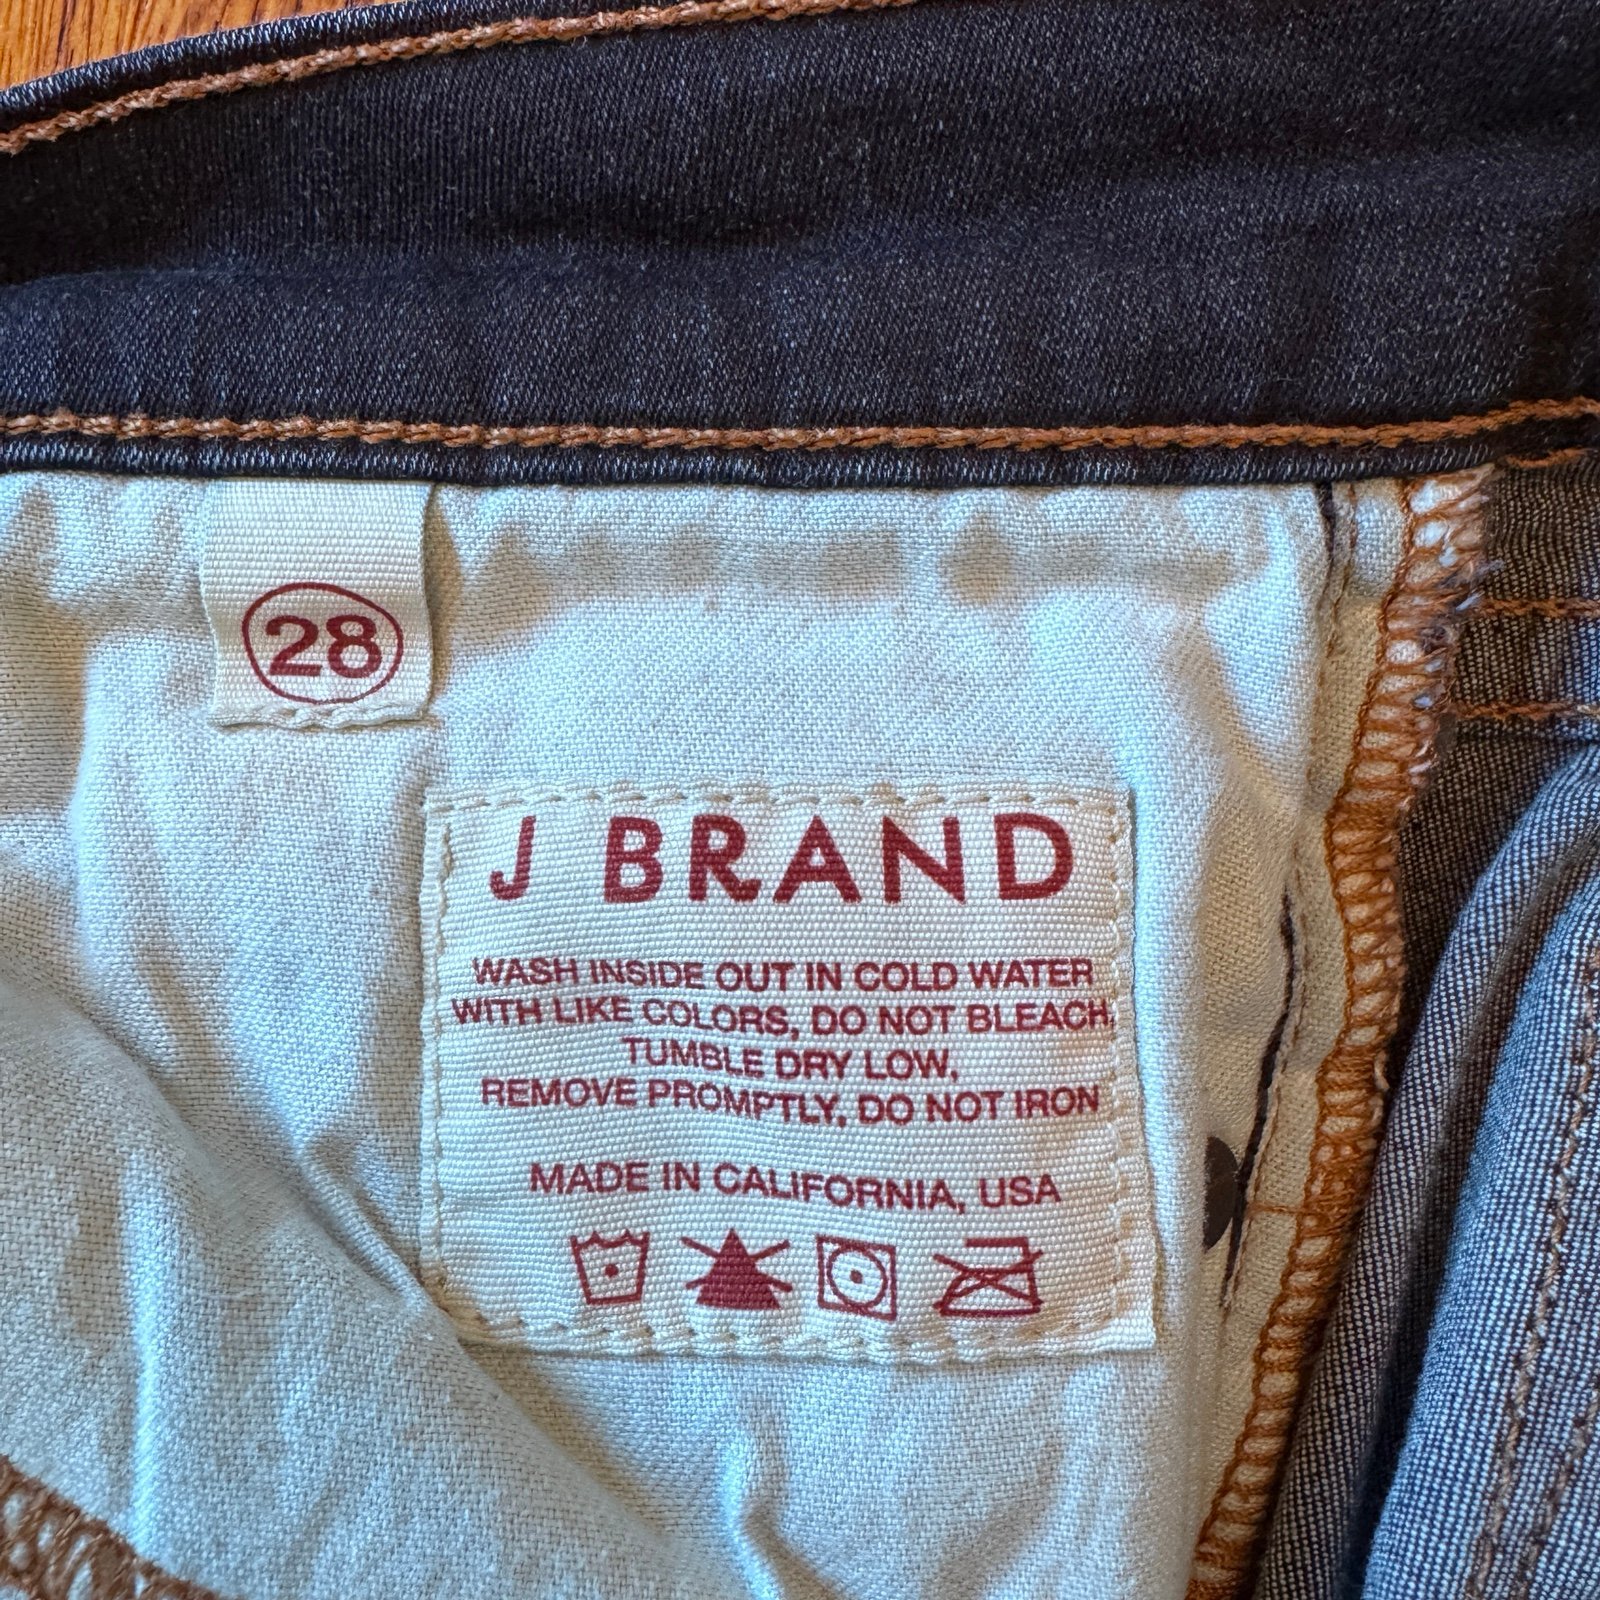 28
J BRAND
WASH INSIDE OUT IN COLD WATER
WITH LIKE COLORS, DO NOT BLEACH,
TUMBLE DRY LOW,
REMOVE PROMPTLY, DO NOT IRON
MADE IN CALIFORNIA, USA